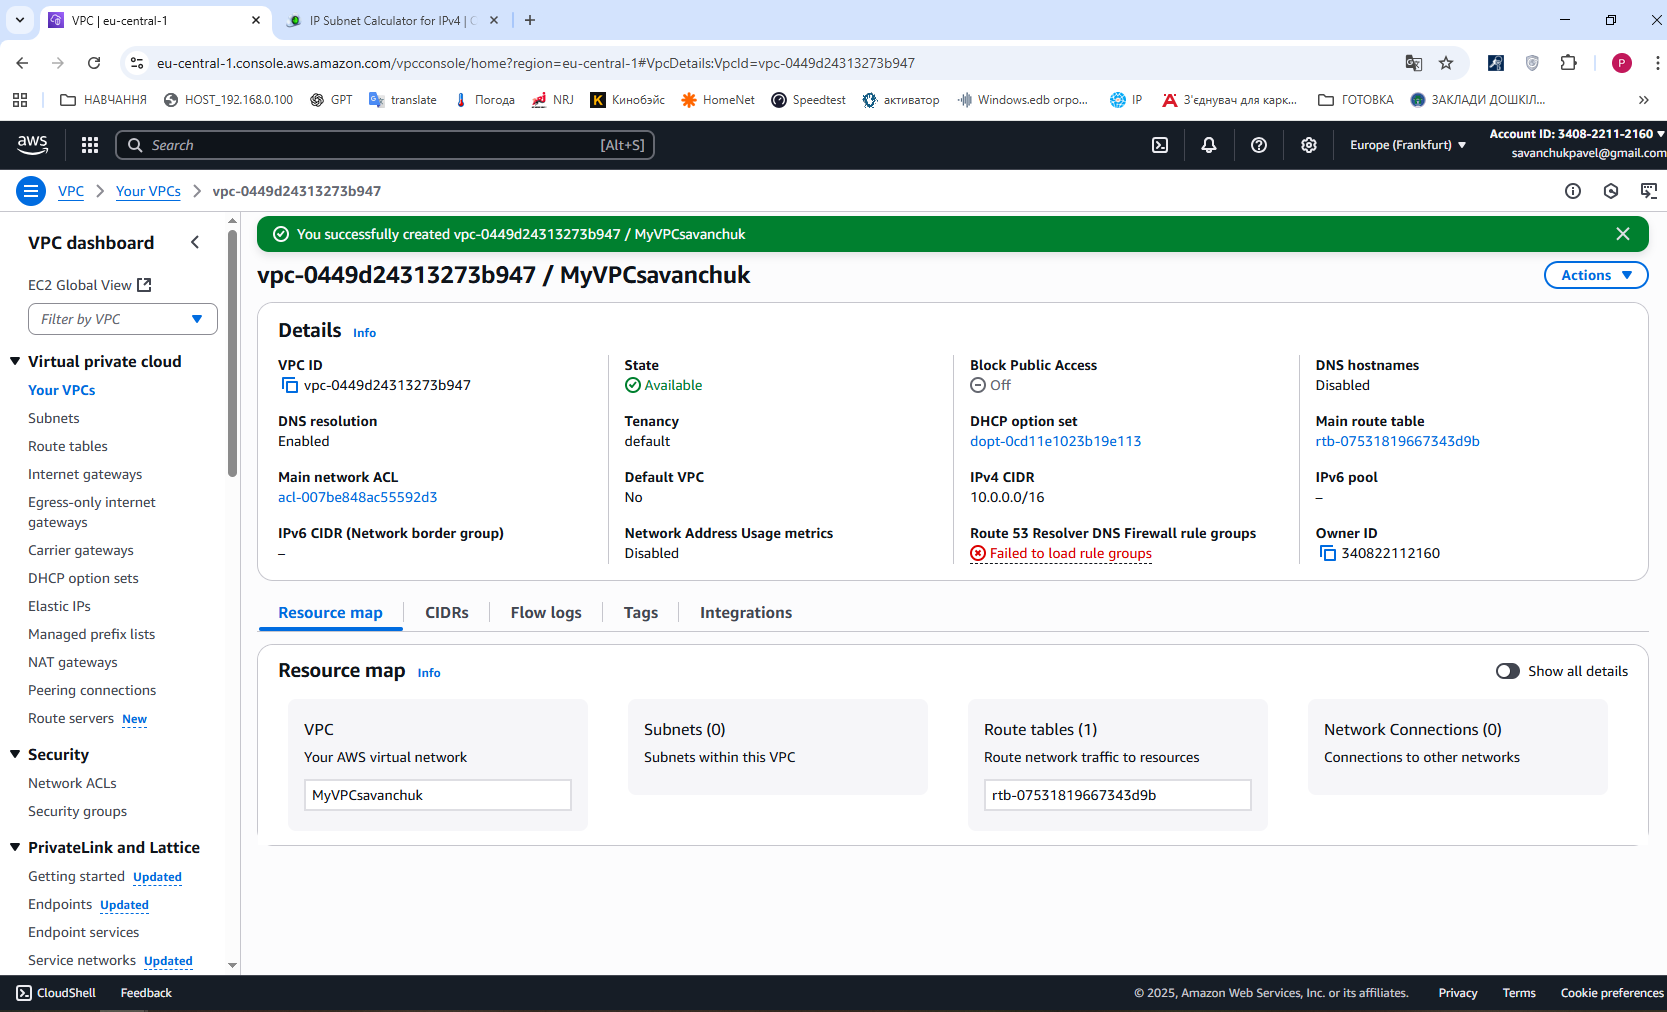 VPC | eu-central-1
IP Subnet Calculator for IPv4 |
eu-central-1.console.aws.amazon.com/vpcconsole/home?region=eu-central-1#VpcDetails:VpcId=vpc-0449d24313273b947
P
НАВЧАННЯ HOST_192.168.0.100 GPT translate Погода NRJ Кинобэйс HomeNet Speedtest активатор Windows.edb огро... IP З'єднувач для карк... ГОТОВКА ЗАКЛАДИ ДОШКІЛ...
aws Search [Alt+S] Europe (Frankfurt) Account ID: 3408-2211-2160
savanchukpavel@gmail.com
VPC Your VPCs vpc-0449d24313273b947
VPC dashboard
EC2 Global View
Filter by VPC
Virtual private cloud
Your VPCs
Subnets
Route tables
Internet gateways
Egress-only internet
gateways
Carrier gateways
DHCP option sets
Elastic IPs
Managed prefix lists
NAT gateways
Peering connections
Route servers New
Security
Network ACLs
Security groups
PrivateLink and Lattice
Getting started Updated
Endpoints Updated
Endpoint services
Service networks Updated
You successfully created vpc-0449d24313273b947 / MyVPCsavanchuk
vpc-0449d24313273b947 / MyVPCsavanchuk
Actions
Details Info
VPC ID
vpc-0449d24313273b947
State
Available
Block Public Access
Off
DNS hostnames
Disabled
DNS resolution
Enabled
Tenancy
default
DHCP option set
dopt-0cd11e1023b19e113
Main route table
rtb-07531819667343d9b
Main network ACL
acl-007be848ac55592d3
Default VPC
No
IPv4 CIDR
10.0.0.0/16
IPv6 pool
–
IPv6 CIDR (Network border group)
–
Network Address Usage metrics
Disabled
Route 53 Resolver DNS Firewall rule groups
Failed to load rule groups
Owner ID
340822112160
Resource map CIDRs Flow logs Tags Integrations
Resource map Info
Show all details
VPC
Your AWS virtual network
MyVPCsavanchuk
Subnets (0)
Subnets within this VPC
Route tables (1)
Route network traffic to resources
rtb-07531819667343d9b
Network Connections (0)
Connections to other networks
CloudShell Feedback © 2025, Amazon Web Services, Inc. or its affiliates. Privacy Terms Cookie preferences